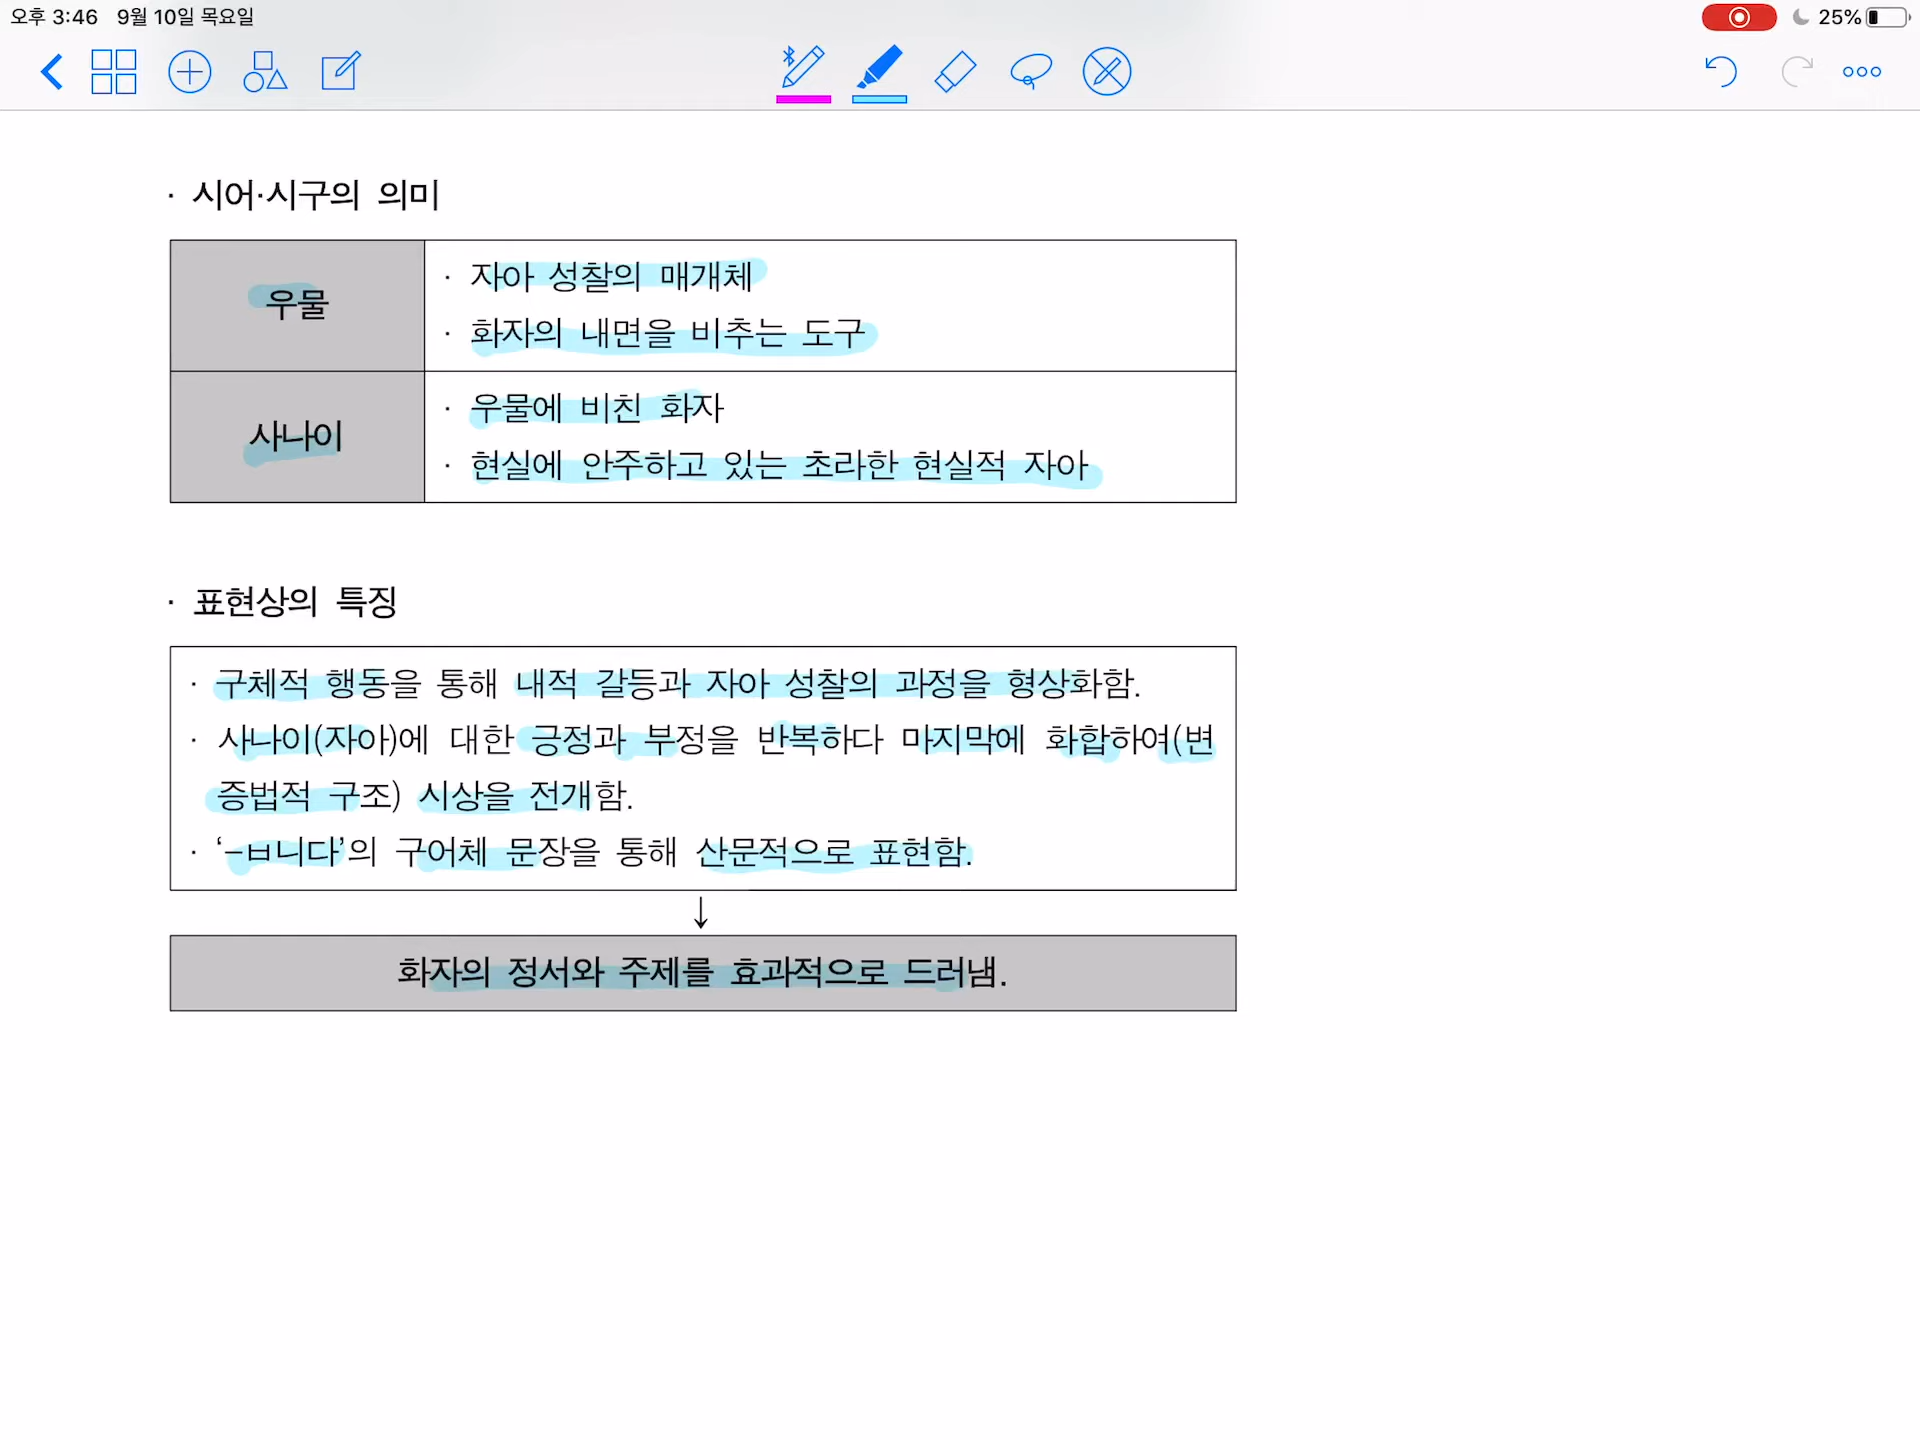 오후 3:46 9월 10일 목요일
25%
· 시어·시구의 의미
우물
· 자아 성찰의 매개체
· 화자의 내면을 비추는 도구
사나이
· 우물에 비친 화자
· 현실에 안주하고 있는 초라한 현실적 자아
· 표현상의 특징
· 구체적 행동을 통해 내적 갈등과 자아 성찰의 과정을 형상화함.
· 사나이(자아)에 대한 긍정과 부정을 반복하다 마지막에 화합하여(변
증법적 구조) 시상을 전개함.
· ‘-ㅂ니다’의 구어체 문장을 통해 산문적으로 표현함.
↓
화자의 정서와 주제를 효과적으로 드러냄.